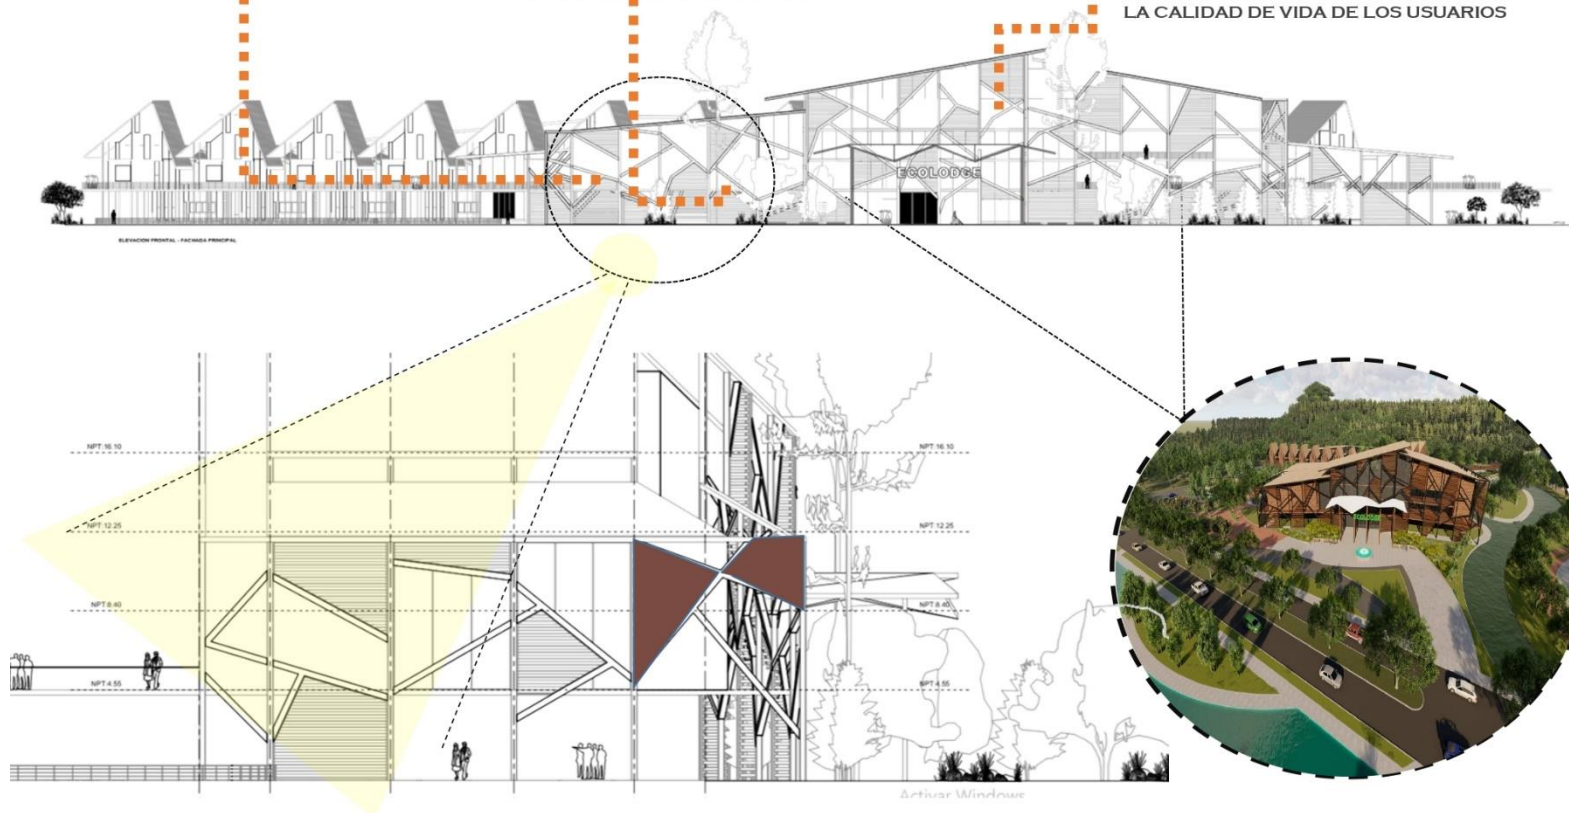 LA CALIDAD DE VIDA DE LOS USUARIOS
ECOLODGE
ELEVACION FRONTAL - FACHADA PRINCIPAL
NPT:16.10
NPT:16.10
NPT:12.25
NPT:12.25
ECOLODGE
NPT:8.40
NPT:8.40
NPT:4.55
NPT:4.55
Activar Windows